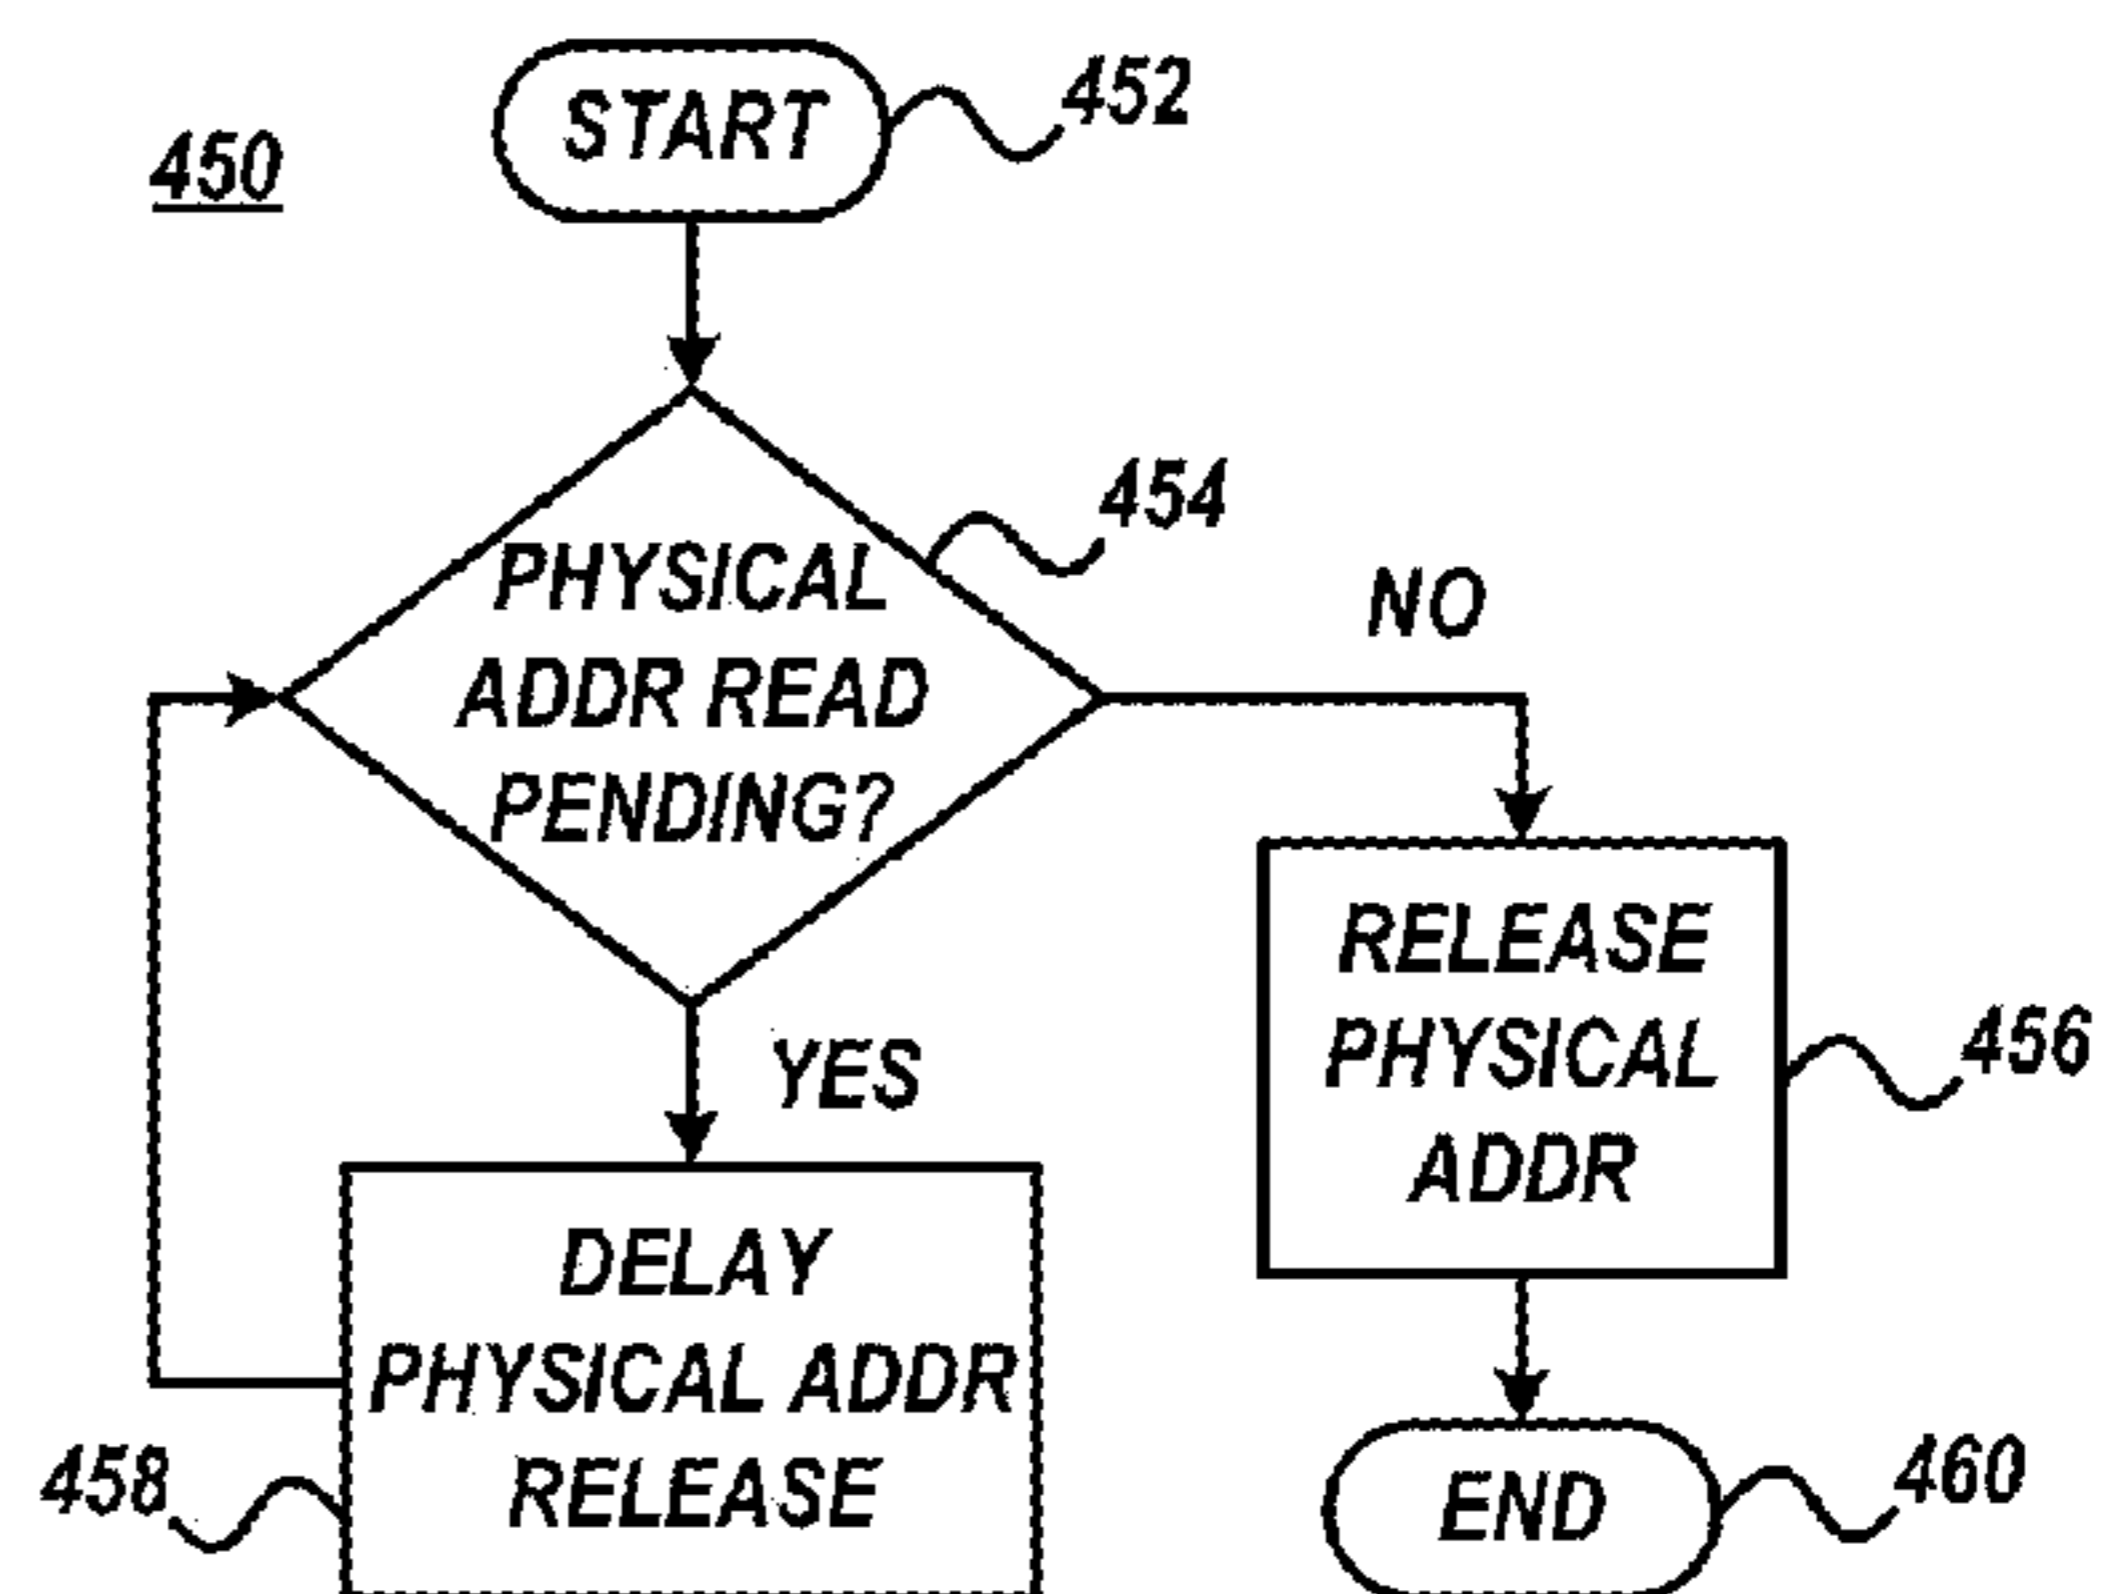 450
START
452
PHYSICAL
ADDR READ
PENDING?
454
NO
YES
RELEASE
PHYSICAL
ADDR
456
DELAY
PHYSICAL ADDR
RELEASE
458
END
460